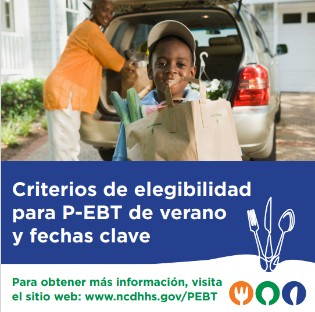 Criterios de elegibilidad
para P-EBT de verano
y fechas clave
Para obtener más información, visita
el sitio web: www.ncdhhs.gov/PEBT